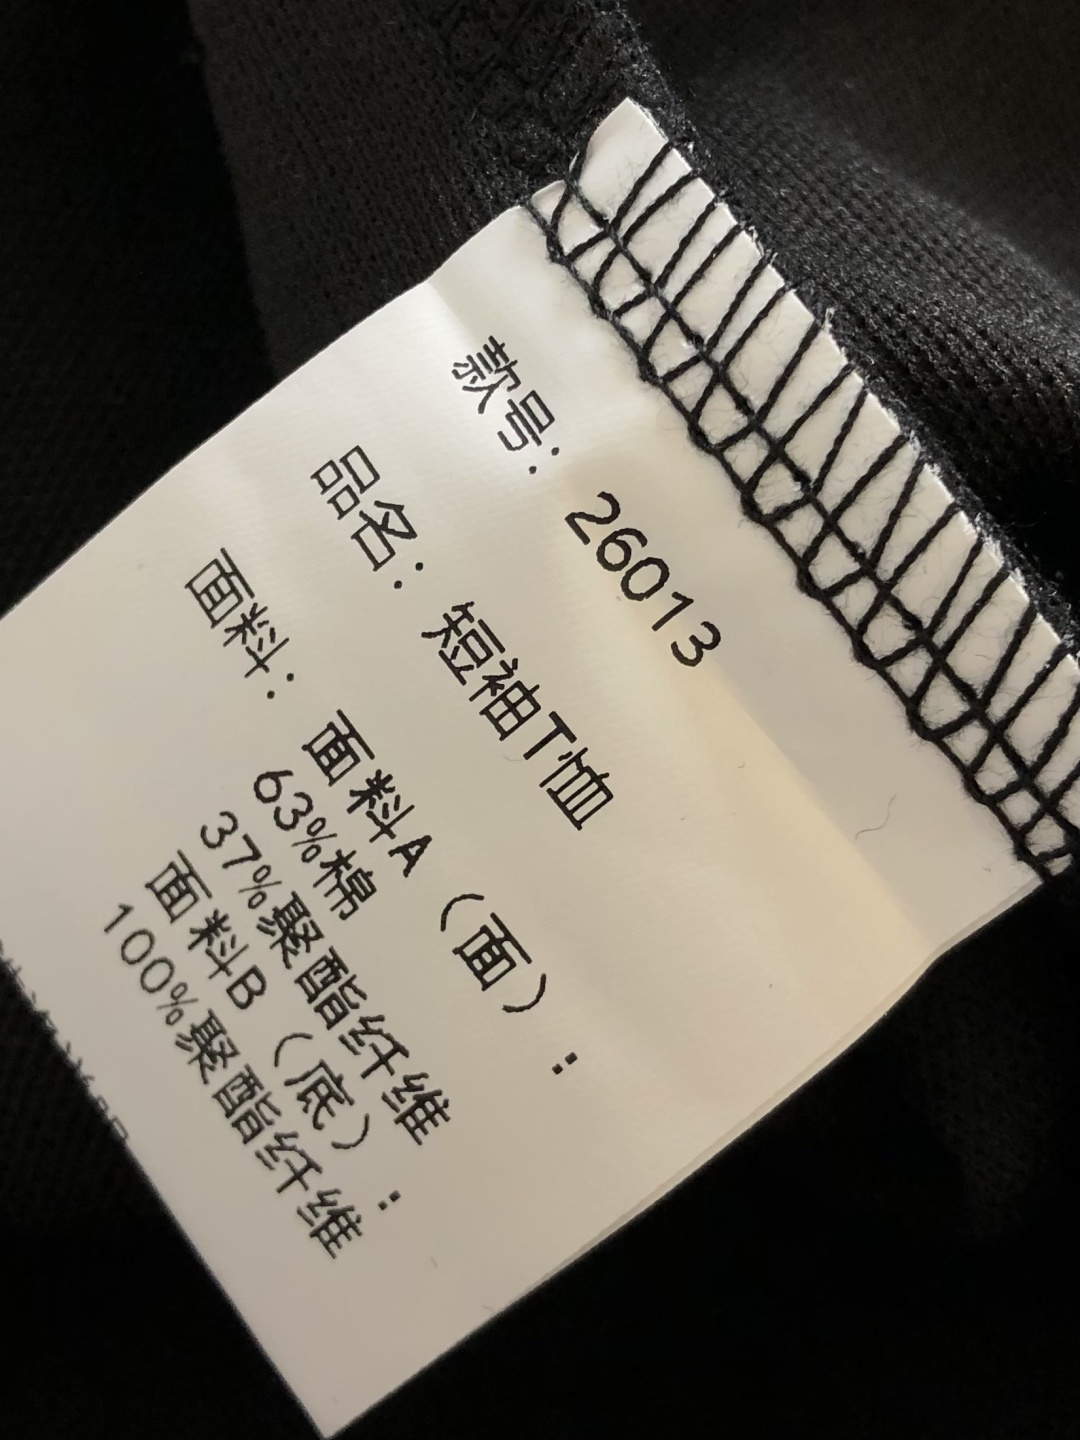 款号：26013
品名：短袖T恤
面料：面料A（面）：
63%棉
37%聚酯纤维
面料B（底）：
100%聚酯纤维